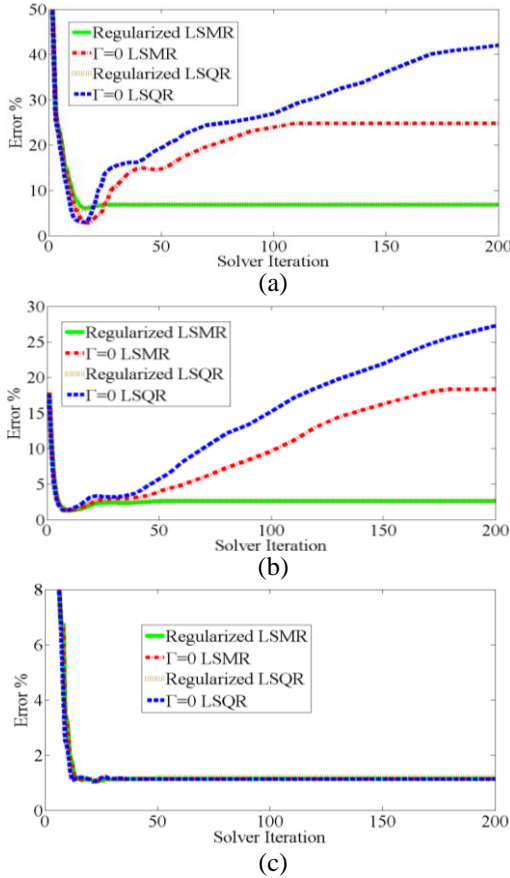 50
40
30
20
10
0
Error %
Regularized LSMR
Γ=0 LSMR
Regularized LSQR
Γ=0 LSQR
0 50 100 150 200
Solver Iteration
(a)
30
25
20
15
10
5
0
Error %
Regularized LSMR
Γ=0 LSMR
Regularized LSQR
Γ=0 LSQR
0 50 100 150 200
Solver Iteration
(b)
8
6
4
2
0
Error %
Regularized LSMR
Γ=0 LSMR
Regularized LSQR
Γ=0 LSQR
0 50 100 150 200
Solver Iteration
(c)